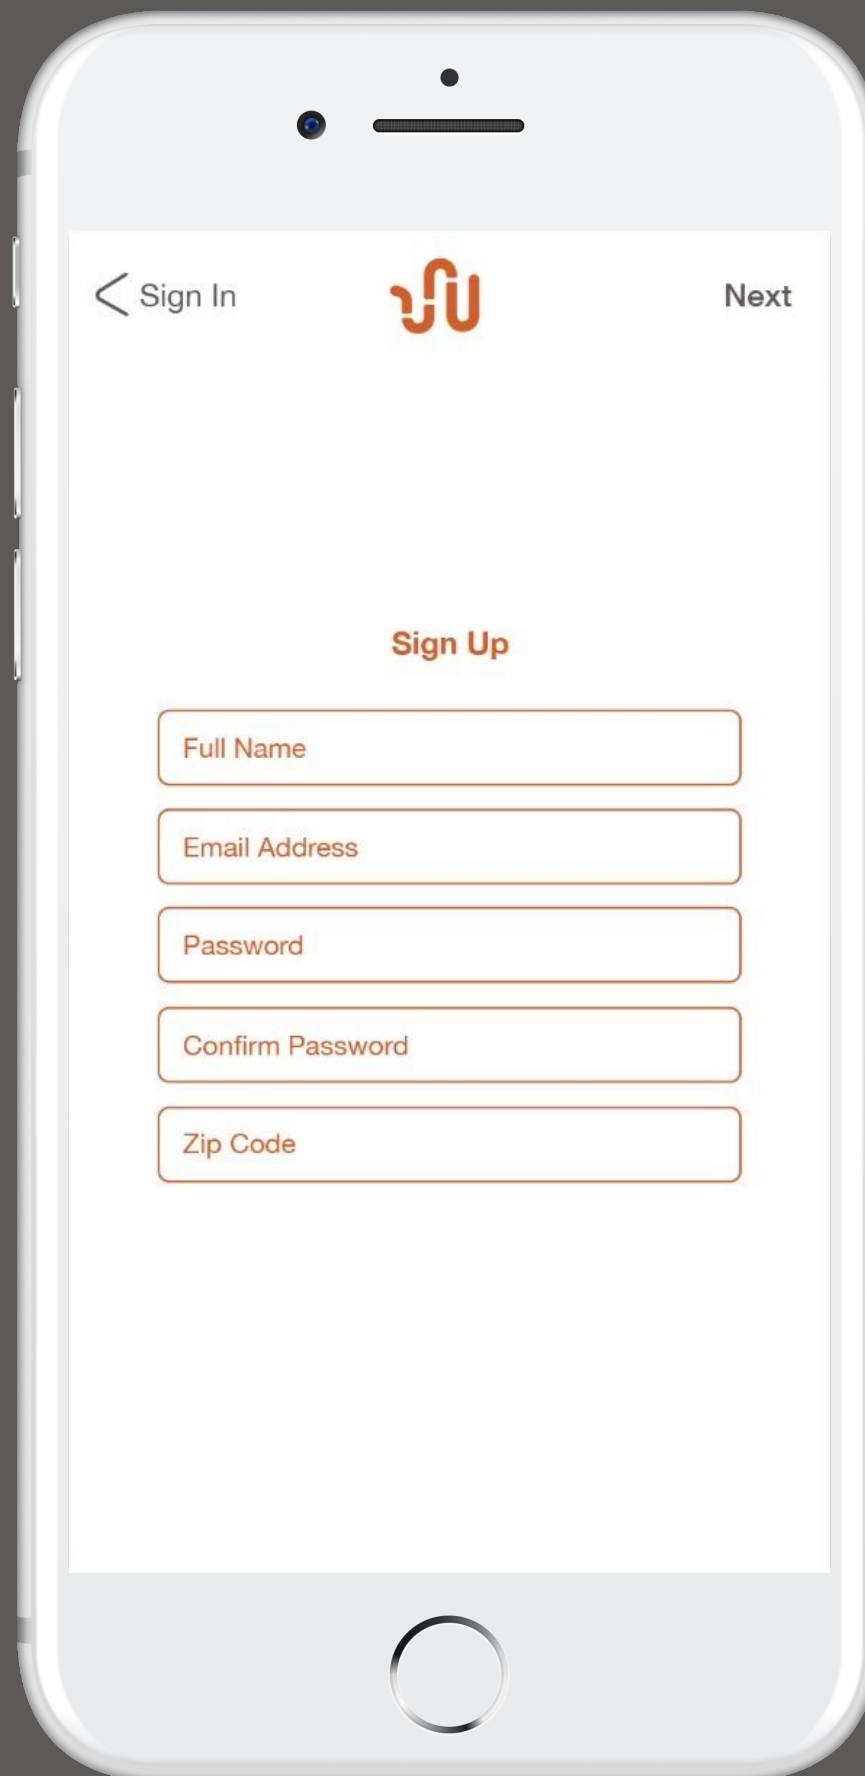 Sign In
Next
Sign Up
Full Name
Email Address
Password
Confirm Password
Zip Code